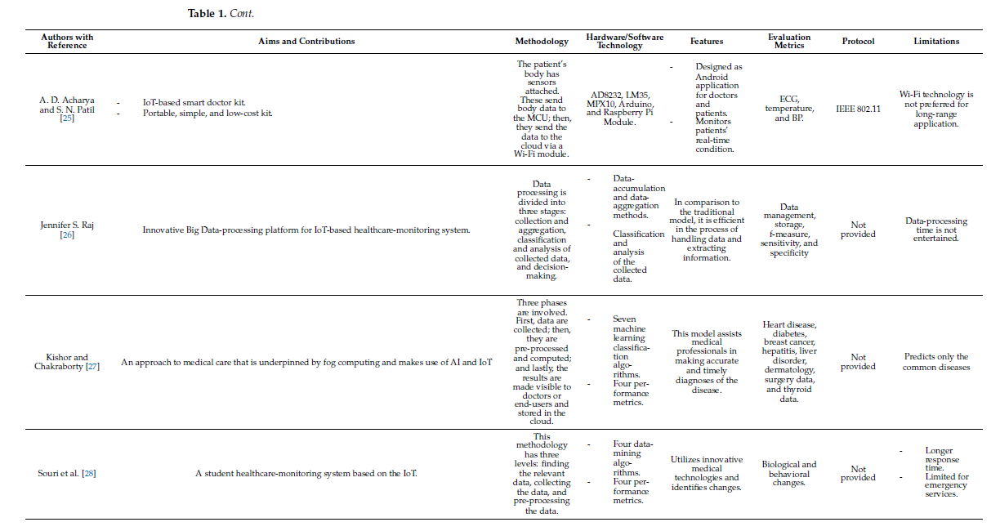 Table 1. Cont.
Authors with
Reference
Aims and Contributions
Methodology
Hardware/Software
Technology
Features
Evaluation
Metrics
Protocol
Limitations
A. D. Acharya
and S. N. Patil
[25]
- IoT-based smart doctor kit.
- Portable, simple, and low-cost kit.
The patient's
body has
sensors
attached.
These send
body data to
the MCU; then,
they send the
data to the
cloud via a
Wi-Fi module.
AD8232, LM35,
MPX10, Arduino,
and Raspberry Pi
Module.
- Designed as
Android
application
for doctors
and
patients.
- Monitors
patients'
real-time
condition.
ECG,
temperature,
and BP.
IEEE 802.11
Wi-Fi technology is
not preferred for
long-range
application.
Jennifer S. Raj
[26]
Innovative Big Data-processing platform for IoT-based healthcare-monitoring system.
Data
processing is
divided into
three stages:
collection and
aggregation,
classification
and analysis of
collected data,
and decision-
making.
- Data-
accumulation
and data-
aggregation
methods.
-
Classification
and
analysis
of the
collected
data.
In comparison to
the traditional
model, it is efficient
in the process of
handling data and
extracting
information.
Data
management,
storage,
f-measure,
sensitivity, and
specificity
Not
provided
Data-processing
time is not
entertained.
Kishor and
Chakraborty [27]
An approach to medical care that is underpinned by fog computing and makes use of AI and IoT
Three phases
are involved.
First, data are
collected; then,
they are
pre-processed
and computed;
and lastly, the
results are
made visible to
doctors or
end-users and
stored in the
cloud.
- Seven
machine
learning
classifica-
tion
algo-
rithms.
- Four per-
formance
metrics.
This model assists
medical
professionals in
making accurate
and timely
diagnoses of the
disease.
Heart disease,
diabetes,
breast cancer,
hepatitis, liver
disorder,
dermatology,
surgery data,
and thyroid
data.
Not
provided
Predicts only the
common diseases
Souri et al. [28]
A student healthcare-monitoring system based on the IoT.
This
methodology
has three
levels: finding
the relevant
data, collecting
the data, and
pre-processing
the data.
- Four data-
mining
algo-
rithms.
- Four per-
formance
metrics.
Utilizes innovative
medical
technologies and
identifies changes.
Biological and
behavioral
changes.
Not
provided
- Longer
response
time.
- Limited for
emergency
services.